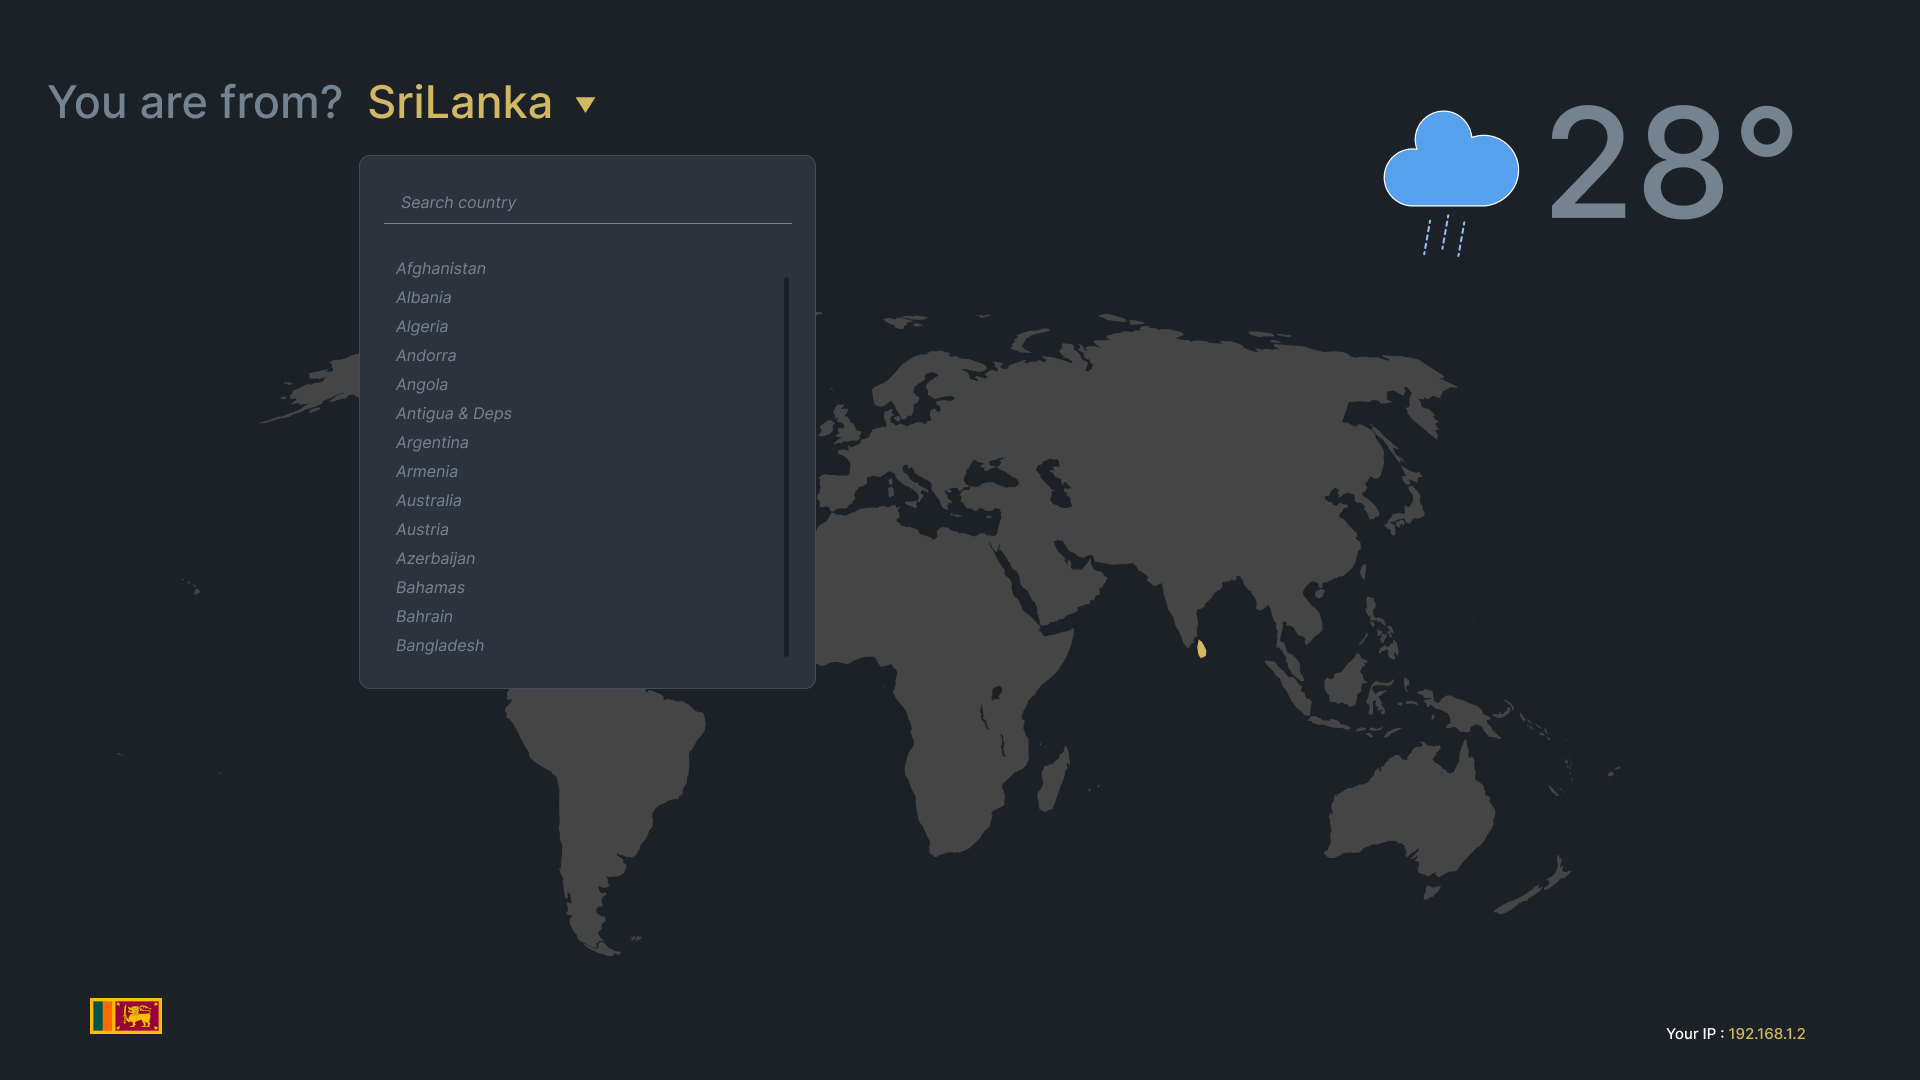 You are from? SriLanka
28°
Search country
Afghanistan
Albania
Algeria
Andorra
Angola
Antigua & Deps
Argentina
Armenia
Australia
Austria
Azerbaijan
Bahamas
Bahrain
Bangladesh
Your IP : 192.168.1.2